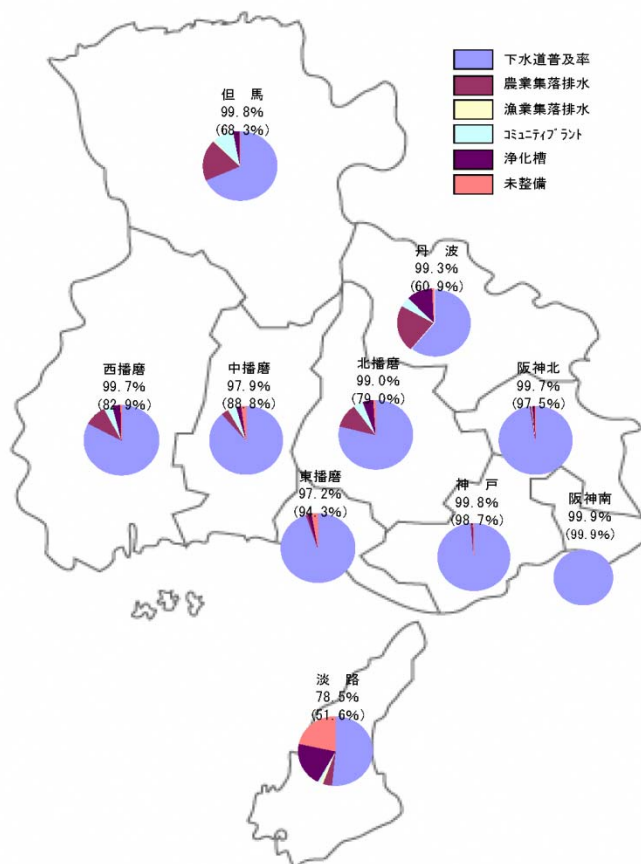 下水道普及率
農業集落排水
漁業集落排水
ｺﾐｭﾆﾃｨﾌﾟﾗﾝﾄ
浄化槽
未整備
但　馬
99.8%
(68.3%)
丹　波
99.3%
(60.9%)
西播磨
99.7%
(82.9%)
中播磨
97.9%
(88.8%)
北播磨
99.0%
(79.0%)
阪神北
99.7%
(97.5%)
東播磨
97.2%
(94.3%)
神　戸
99.8%
(98.7%)
阪神南
99.9%
(99.9%)
淡　路
78.5%
(51.6%)